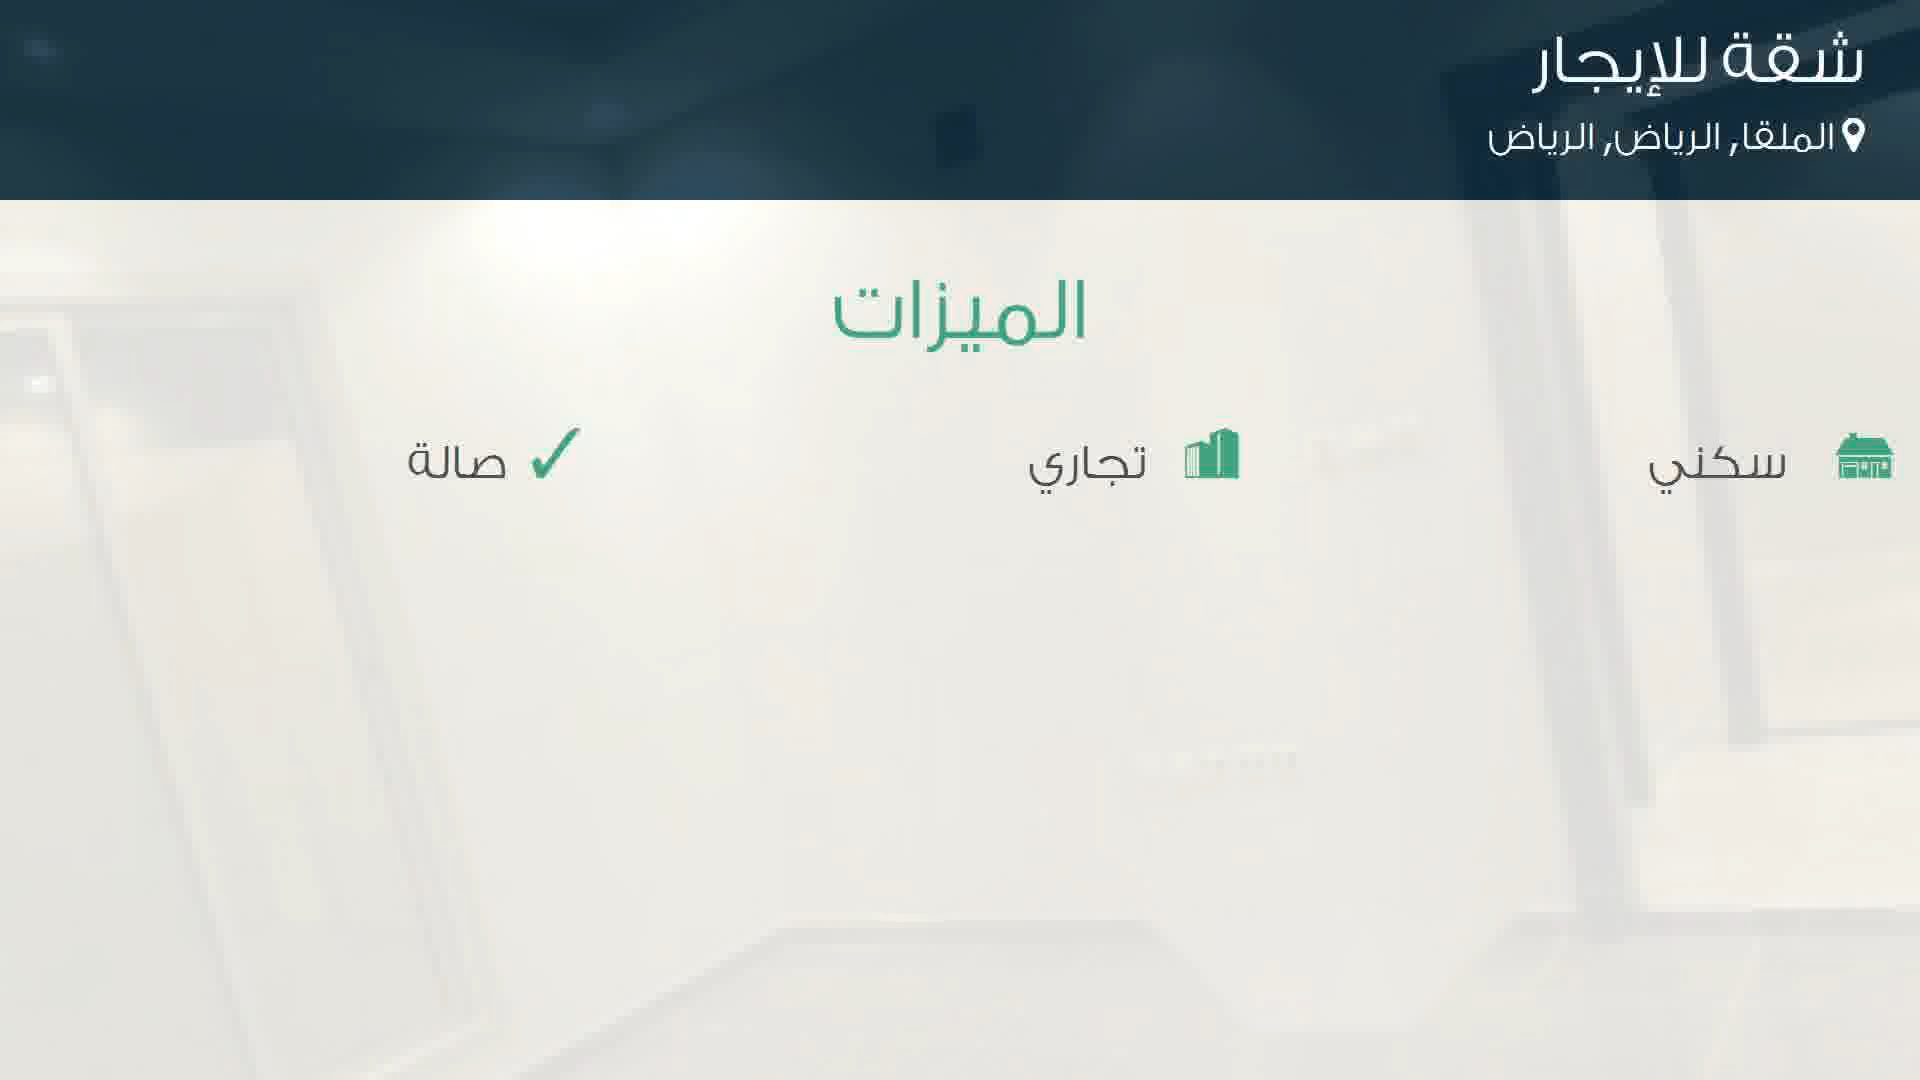 شقة للإيجار
الملقا, الرياض, الرياض
الميزات
سكني
تجاري
صالة